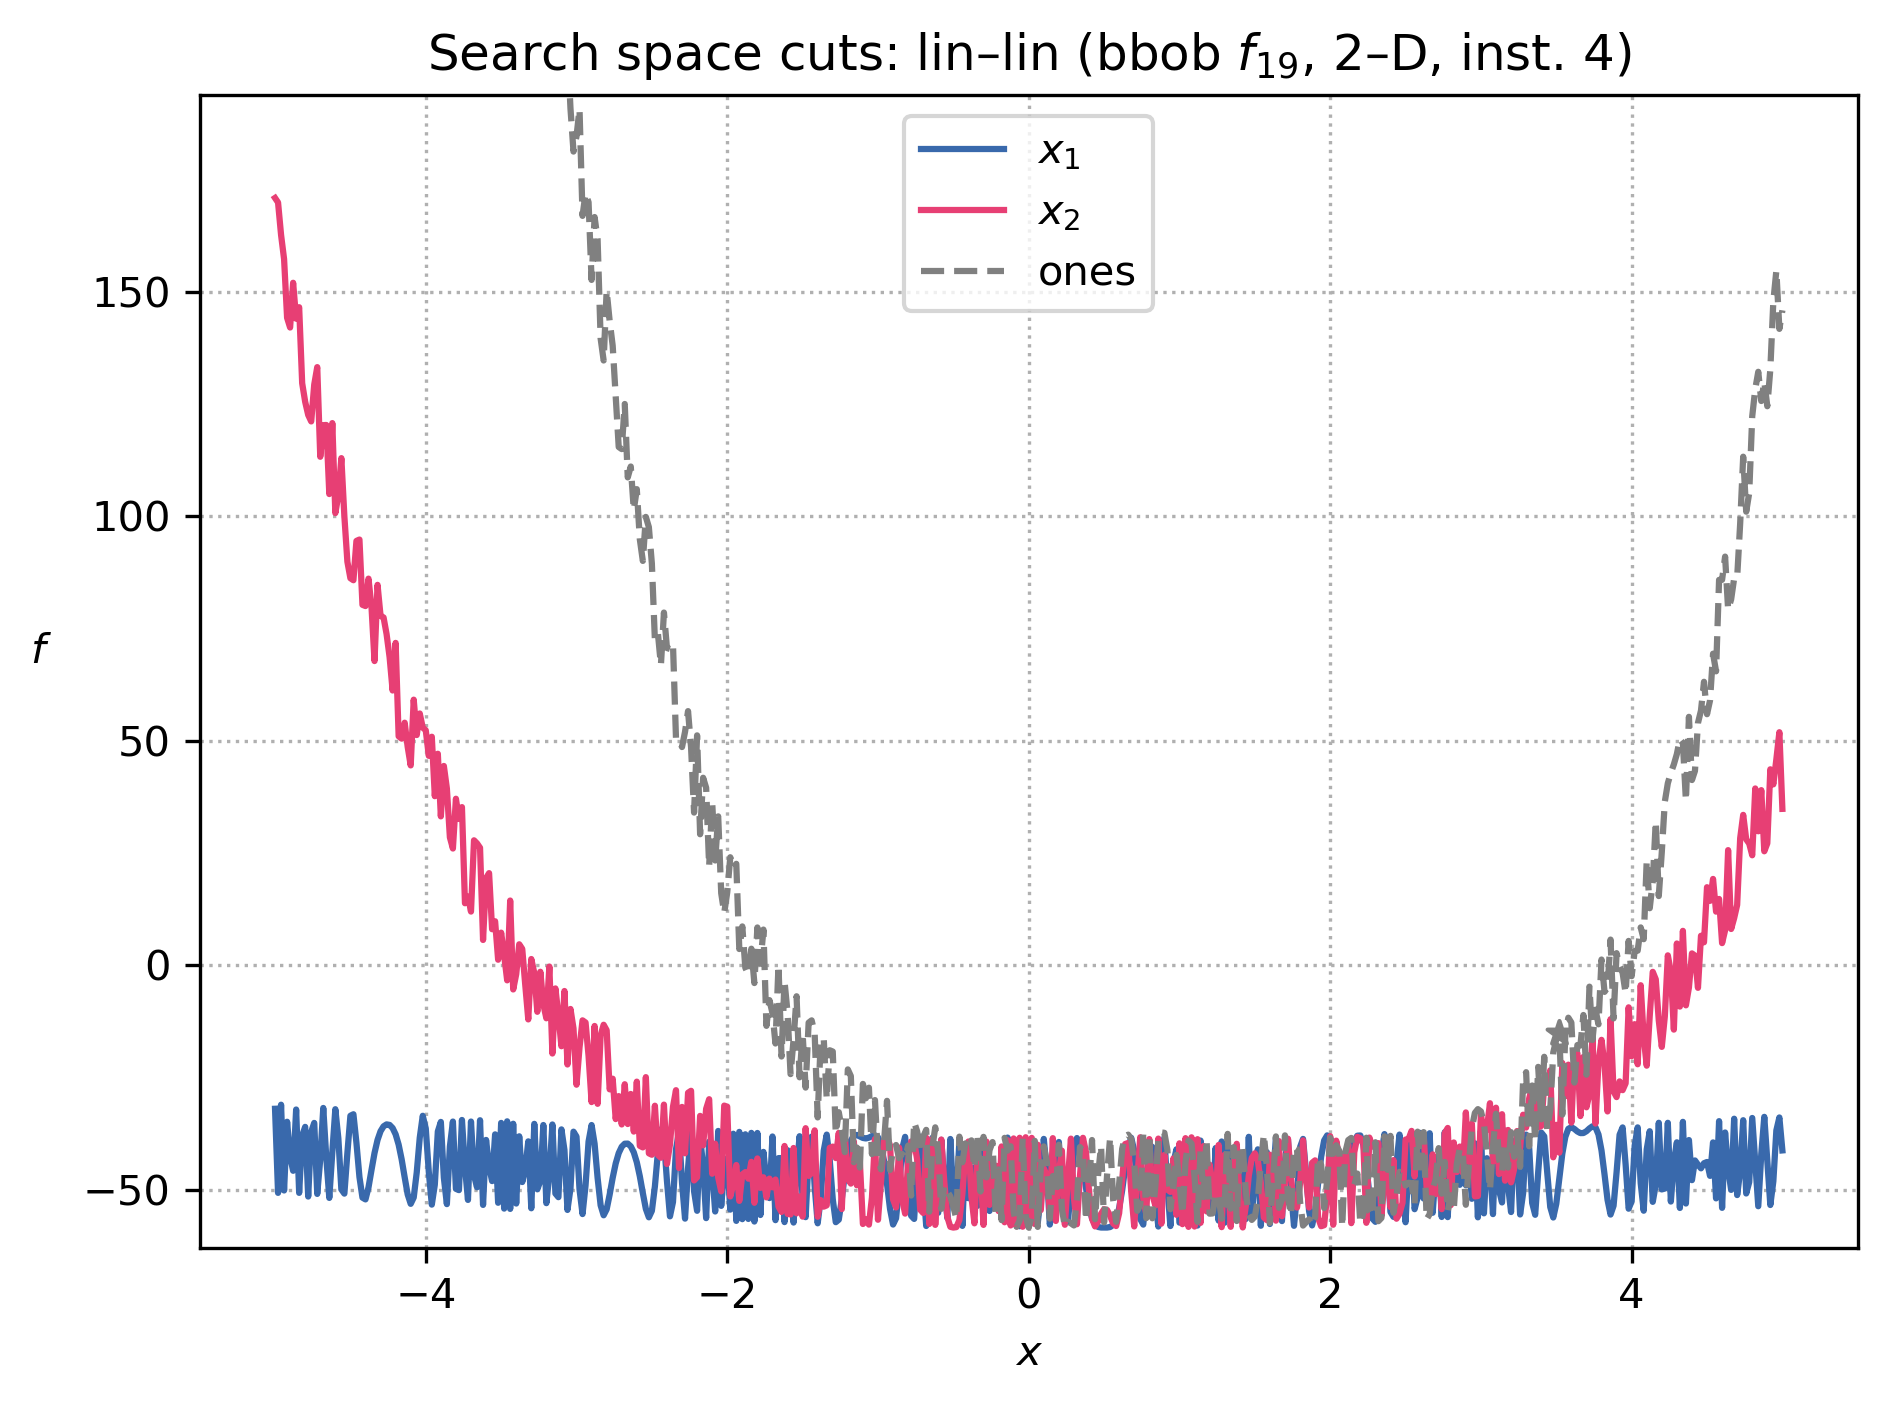 Search space cuts: lin–lin (bbob f₁₉, 2–D, inst. 4)
x₁
x₂
ones
150
100
50
0
−50
f
−4
−2
0
2
4
x